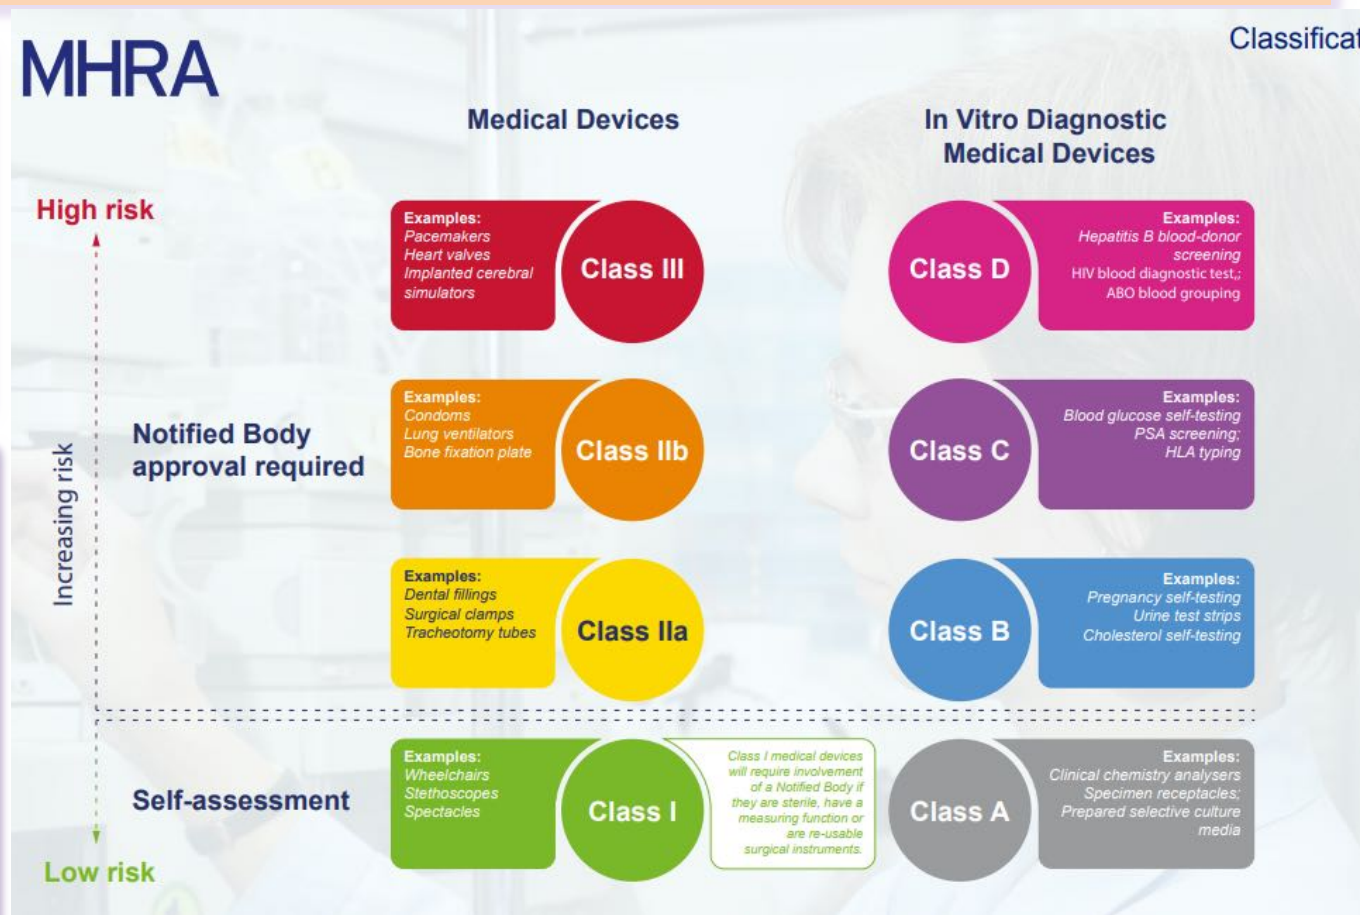 MHRA
Classificat
Medical Devices
In Vitro Diagnostic
Medical Devices
High risk
Increasing risk
Low risk
Notified Body
approval required
Self-assessment
Examples:
Pacemakers
Heart valves
Implanted cerebral
simulators
Class III
Class D
Examples:
Hepatitis B blood-donor
screening
HIV blood diagnostic test,;
ABO blood grouping
Examples:
Condoms
Lung ventilators
Bone fixation plate
Class IIb
Class C
Examples:
Blood glucose self-testing
PSA screening;
HLA typing
Examples:
Dental fillings
Surgical clamps
Tracheotomy tubes
Class IIa
Class B
Examples:
Pregnancy self-testing
Urine test strips
Cholesterol self-testing
Examples:
Wheelchairs
Stethoscopes
Spectacles
Class I
Class I medical devices
will require involvement
of a Notified Body if
they are sterile, have a
measuring function or
are re-usable
surgical instruments.
Class A
Examples:
Clinical chemistry analysers
Specimen receptacles;
Prepared selective culture
media